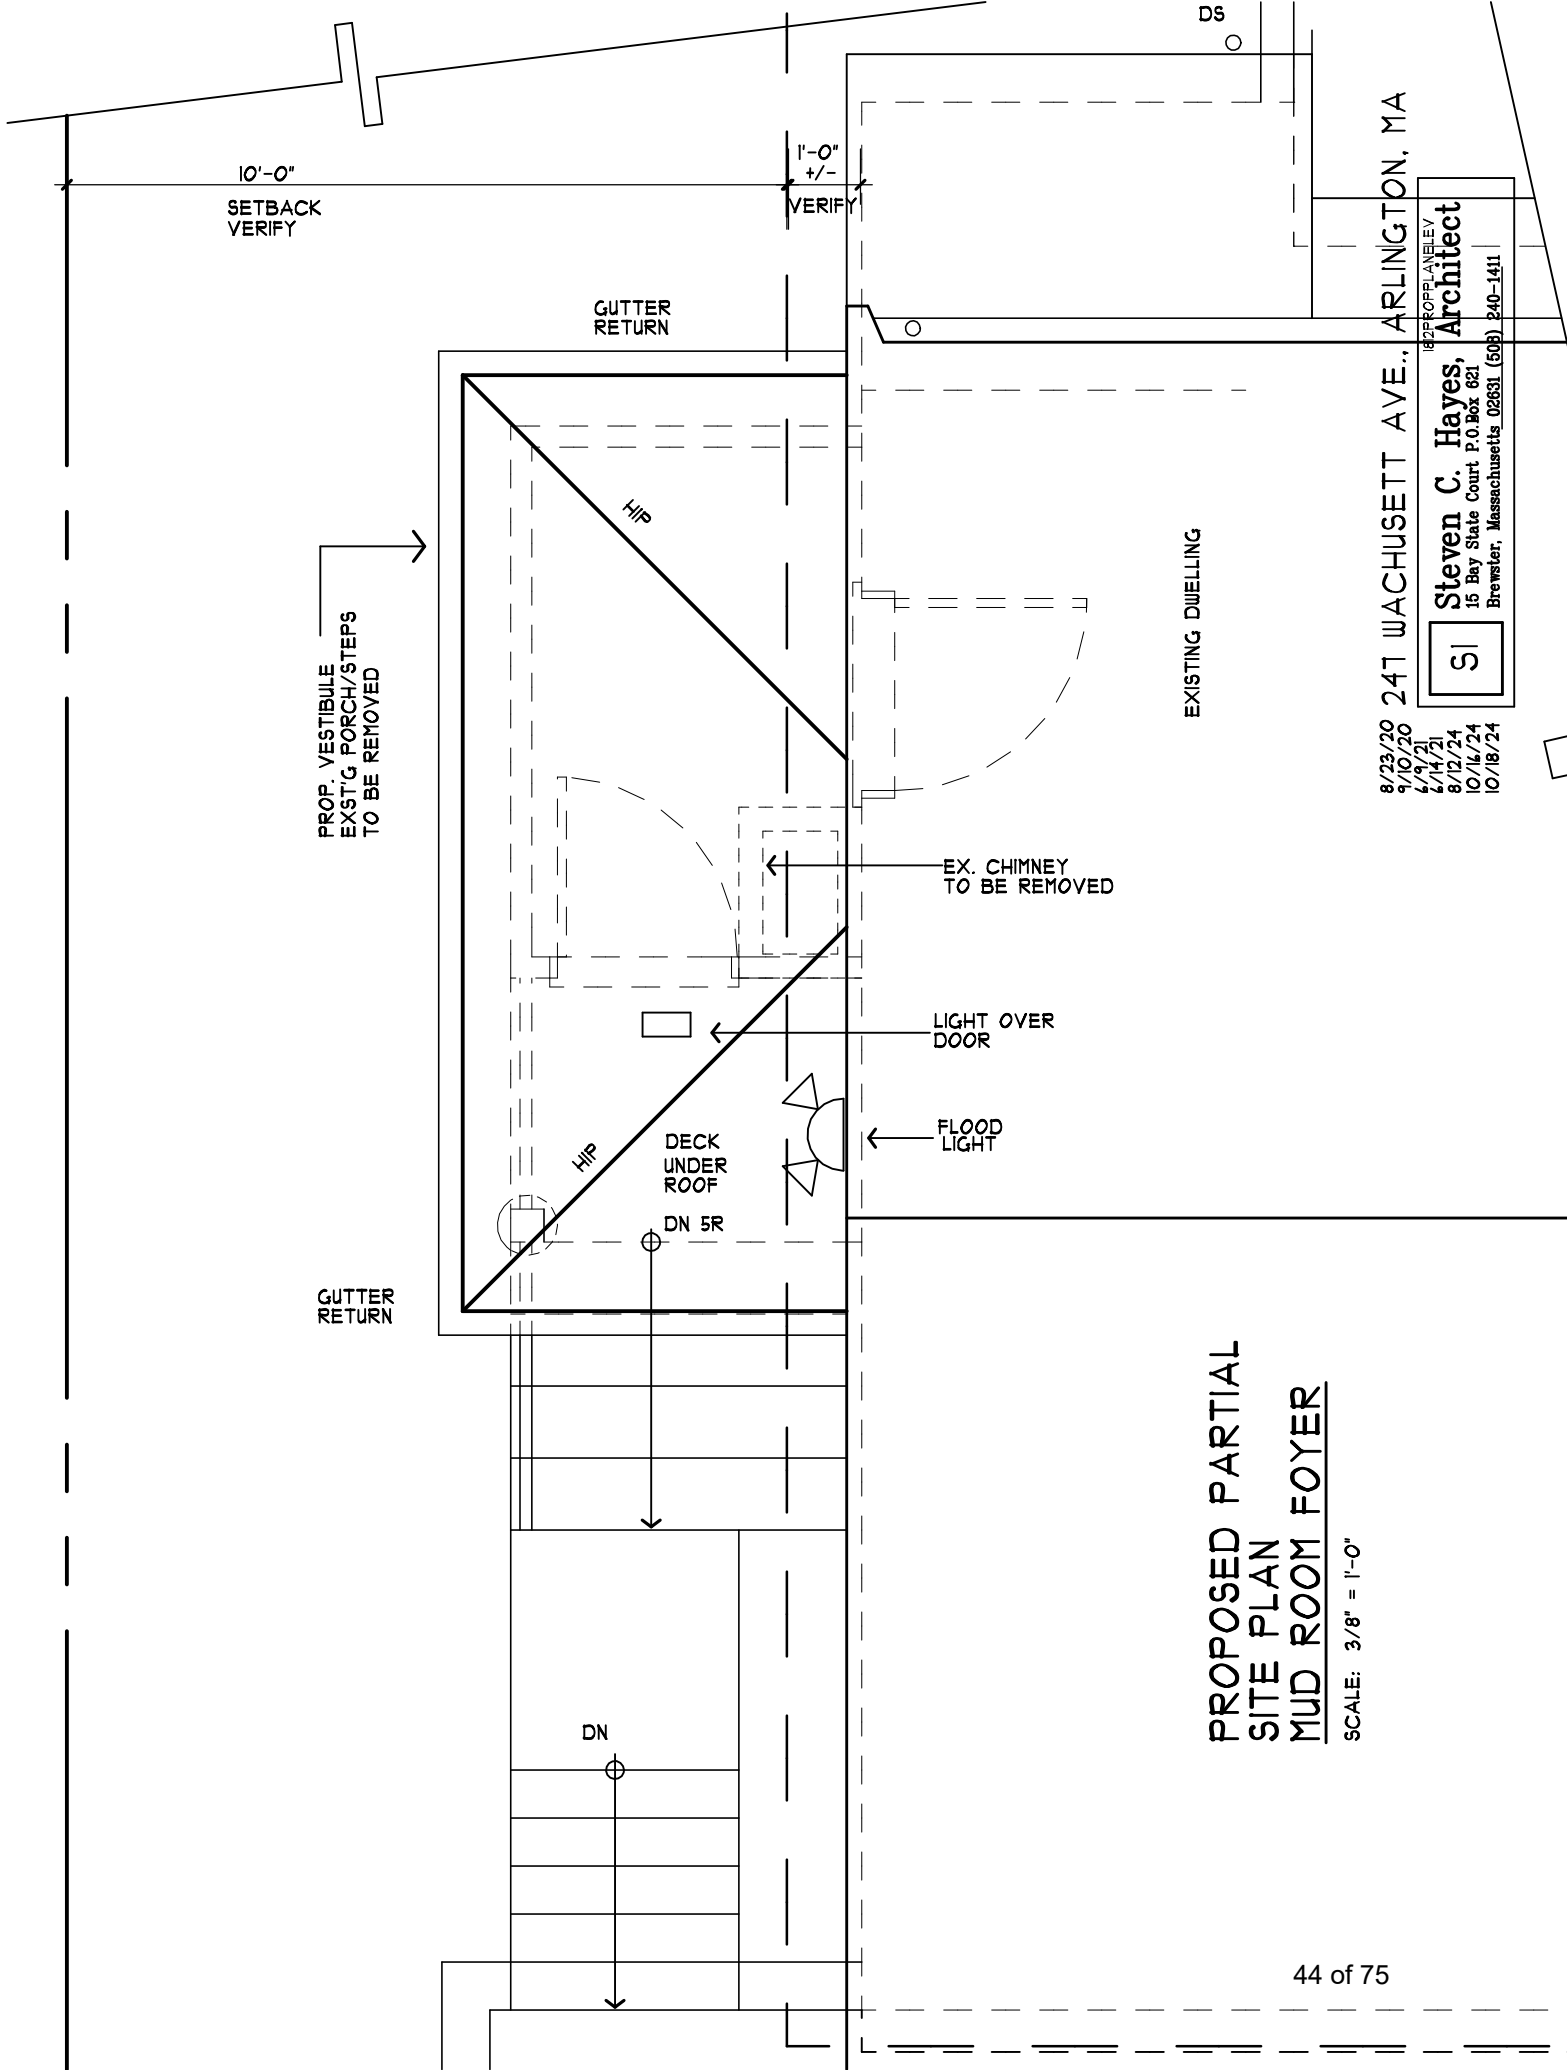 DS
10'-0"
SETBACK
VERIFY
1'-0"
+/-
VERIFY
GUTTER
RETURN
HIP
PROP. VESTIBULE
EXST'G PORCH/STEPS
TO BE REMOVED
EXISTING DWELLING
EX. CHIMNEY
TO BE REMOVED
LIGHT OVER
DOOR
FLOOD
LIGHT
HIP
DECK
UNDER
ROOF
DN 5R
GUTTER
RETURN
DN
247 WACHUSETT AVE., ARLINGTON, MA
1812PROPPLANELEV
Steven C. Hayes, Architect
15 Bay State Court P.O.Box 621
Brewster, Massachusetts 02631 (508) 240-1411
S1
8/23/20
9/10/20
6/9/21
6/14/21
8/12/24
10/16/24
10/18/24
PROPOSED PARTIAL
SITE PLAN
MUD ROOM FOYER
SCALE: 3/8" = 1'-0"
44 of 75